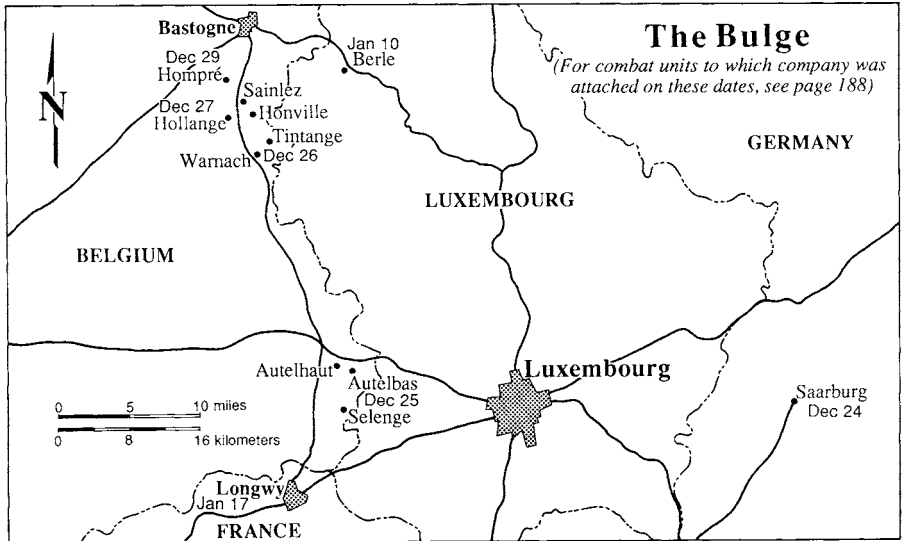 The Bulge
(For combat units to which company was
attached on these dates, see page 188)
N
Bastogne
Jan 10
Berle
Dec 29
Hompré
Sainlez
Dec 27
Hollange
Honville
Tintange
Warnach
Dec 26
GERMANY
LUXEMBOURG
BELGIUM
Autelhaut
Autelbas
Dec 25
Selenge
Luxembourg
Saarburg
Dec 24
0 5 10 miles
0 8 16 kilometers
Longwy
Jan 17
FRANCE